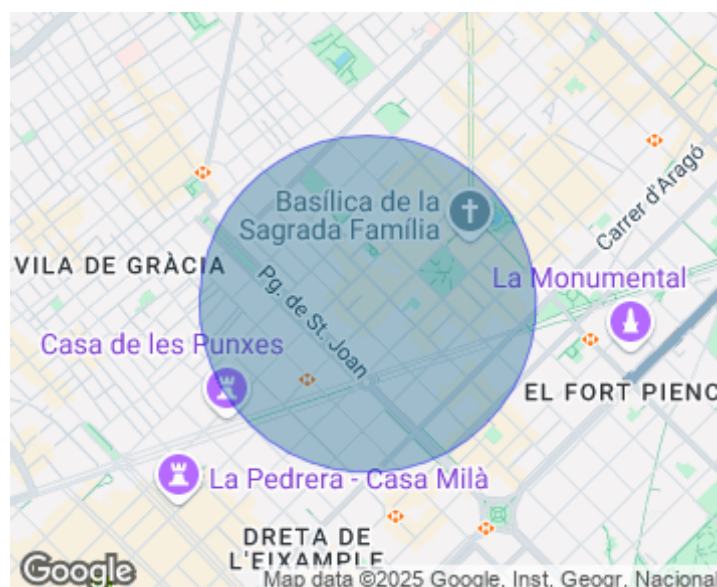 Basílica de la
Sagrada Família
Carrer d'Aragó
VILA DE GRÀCIA
Pg. de St. Joan
La Monumental
Casa de les Punxes
EL FORT PIENC
La Pedrera - Casa Milà
DRETA DE
L'EIXAMPLE
Google
Map data ©2025 Google, Inst. Geogr. Nacional